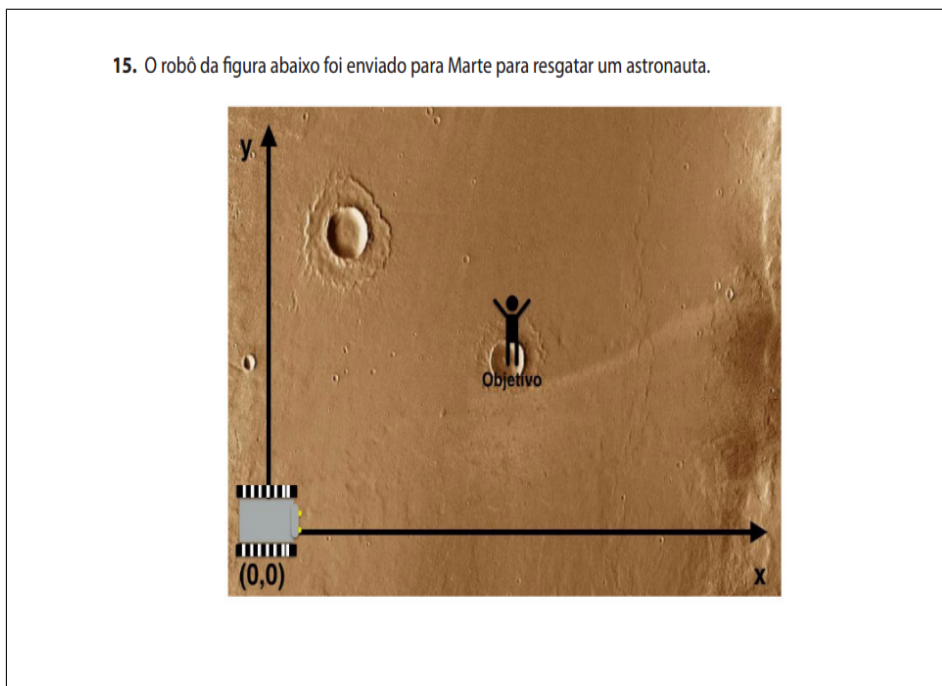 15. O robô da figura abaixo foi enviado para Marte para resgatar um astronauta.
y
Objetivo
(0,0)
x